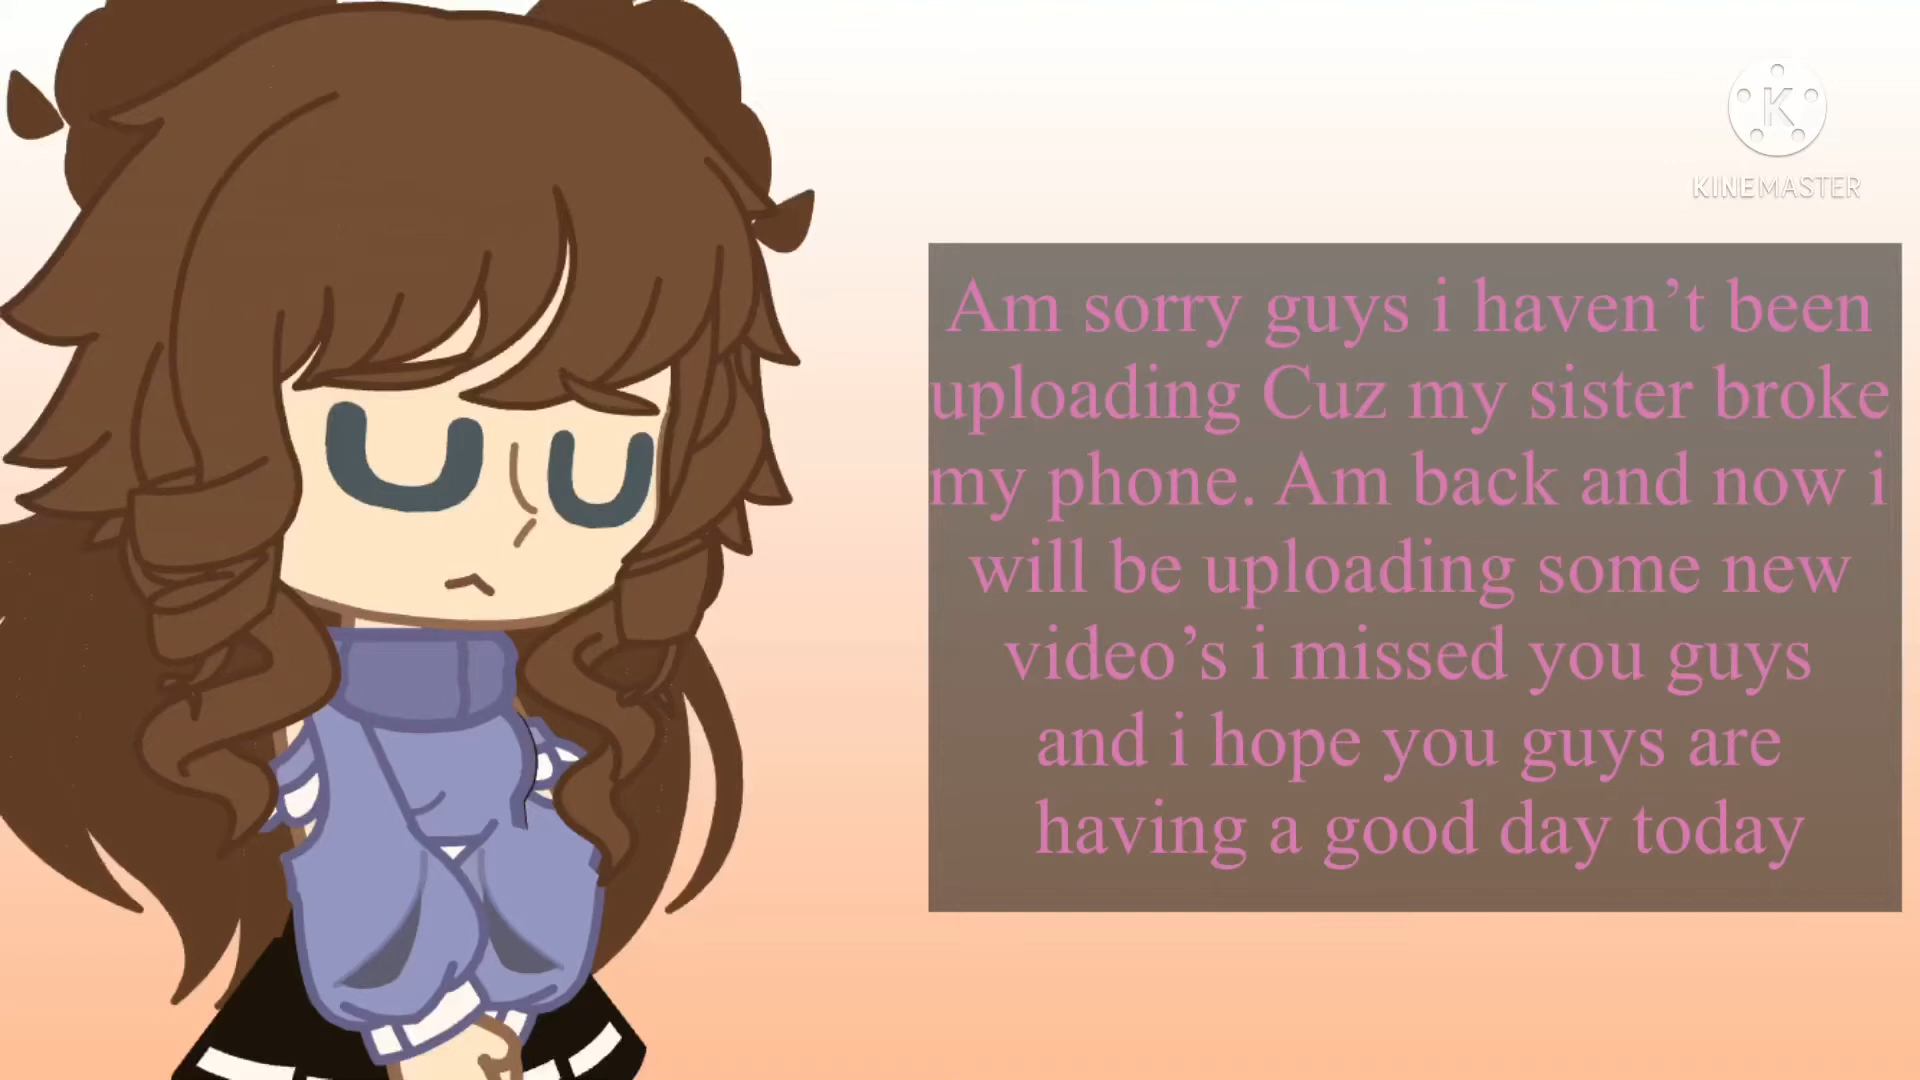 KINEMASTER
Am sorry guys i haven’t been
uploading Cuz my sister broke
my phone. Am back and now i
will be uploading some new
video’s i missed you guys
and i hope you guys are
having a good day today